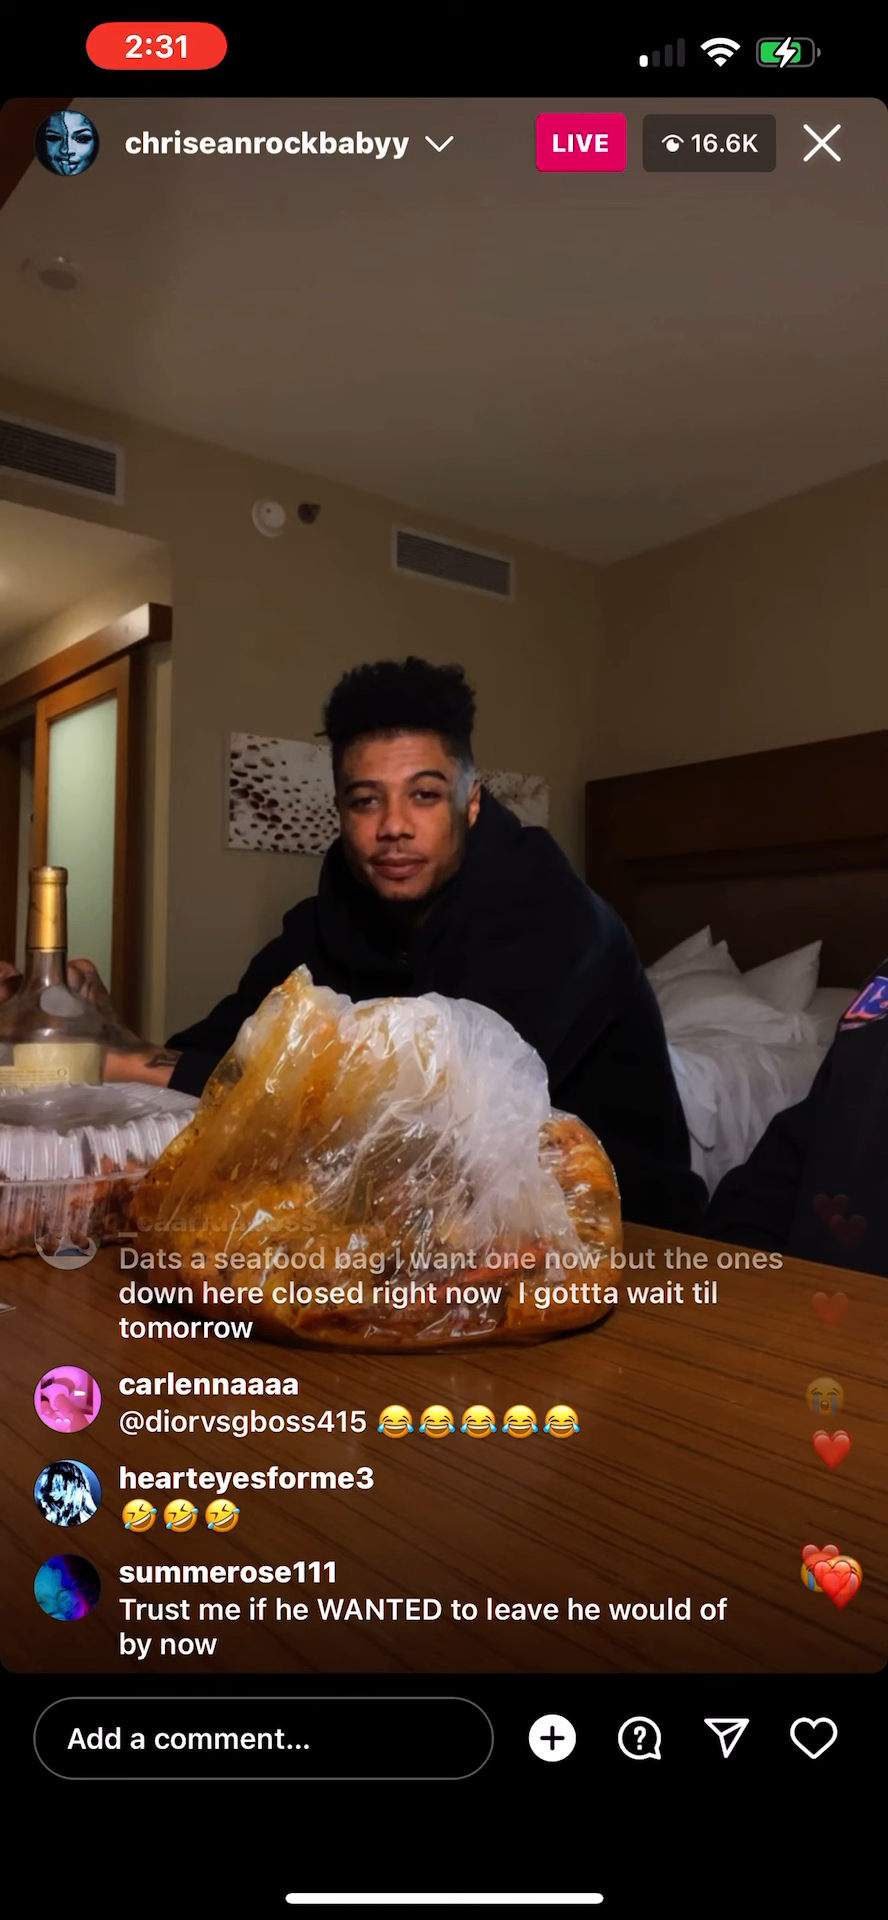 2:31
chriseanrockbabyy
LIVE
16.6K
Dats a seafood bag I want one now but the ones
down here closed right now I gottta wait til
tomorrow
carlennaaaa
@diorvsgboss415 😂😂😂😂😂
hearteyesforme3
🤣🤣🤣
summerose111
Trust me if he WANTED to leave he would of
by now
Add a comment...